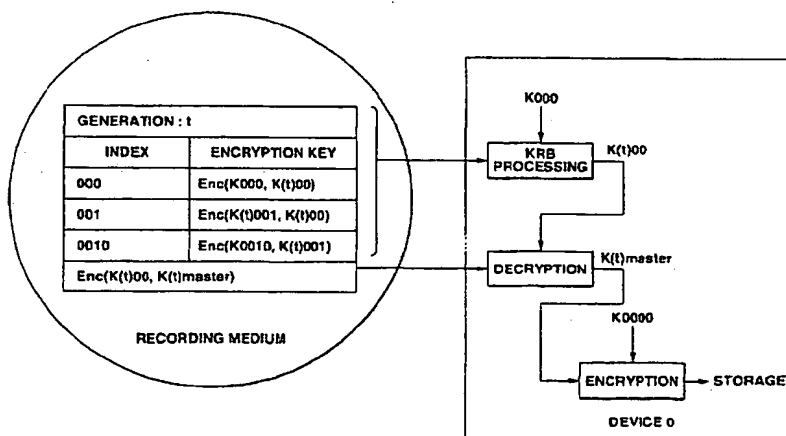 GENERATION : t
INDEX ENCRYPTION KEY
000 Enc(K000, K(t)00)
001 Enc(K(t)001, K(t)00)
0010 Enc(K0010, K(t)001)
Enc(K(t)00, K(t)master)
RECORDING MEDIUM
K000
KRB
PROCESSING
K(t)00
DECRYPTION
K(t)master
K0000
ENCRYPTION
STORAGE
DEVICE 0